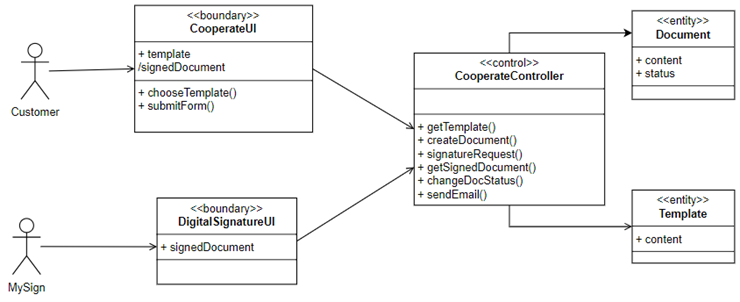 <<boundary>>
CooperateUI
+ template
/signedDocument
+ chooseTemplate()
+ submitForm()
Customer
<<control>>
CooperateController
+ getTemplate()
+ createDocument()
+ signatureRequest()
+ getSignedDocument()
+ changeDocStatus()
+ sendEmail()
<<entity>>
Document
+ content
+ status
<<boundary>>
DigitalSignatureUI
+ signedDocument
MySign
<<entity>>
Template
+ content